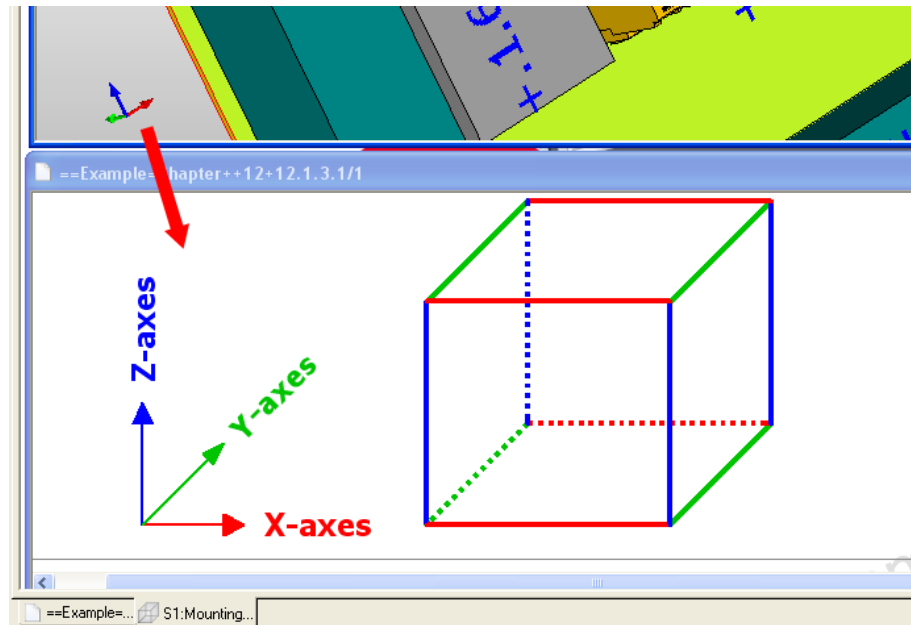 ==Example= hapter++12+12.1.3.1/1
Z-axes
Y-axes
X-axes
==Example=...
S1:Mounting...